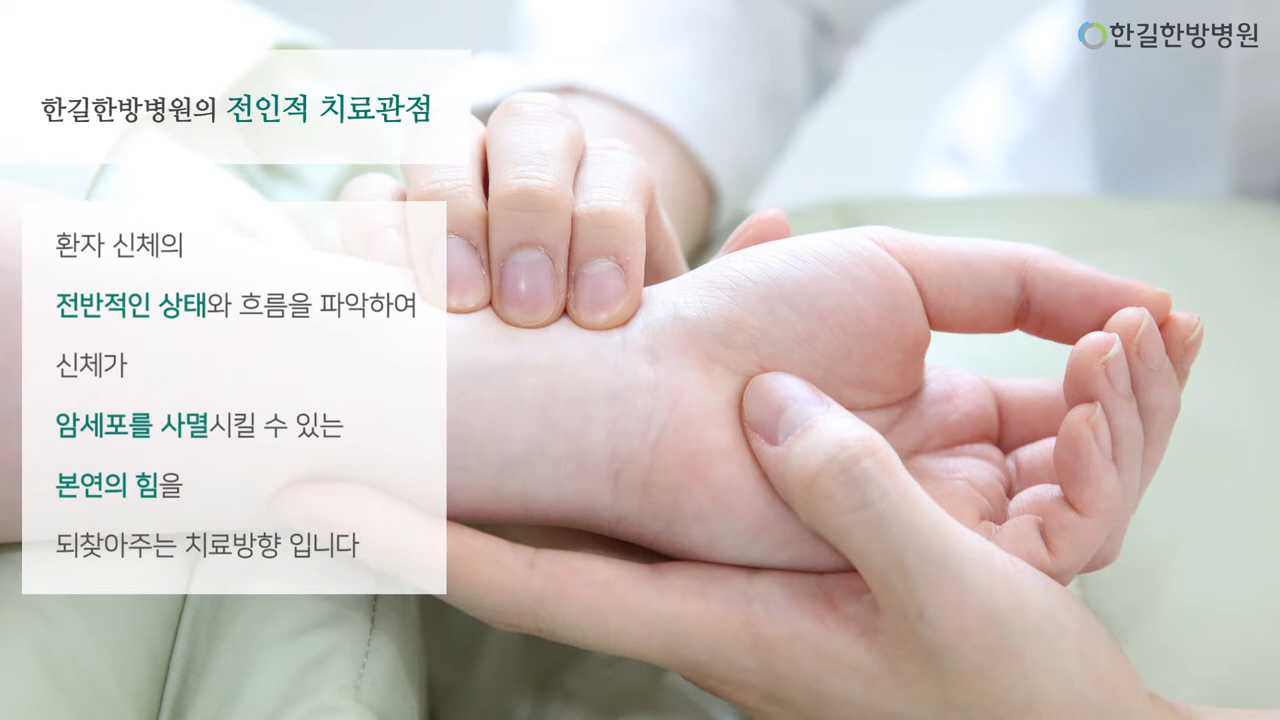 한길한방병원
한길한방병원의 전인적 치료관점
환자 신체의
전반적인 상태와 흐름을 파악하여
신체가
암세포를 사멸시킬 수 있는
본연의 힘을
되찾아주는 치료방향 입니다